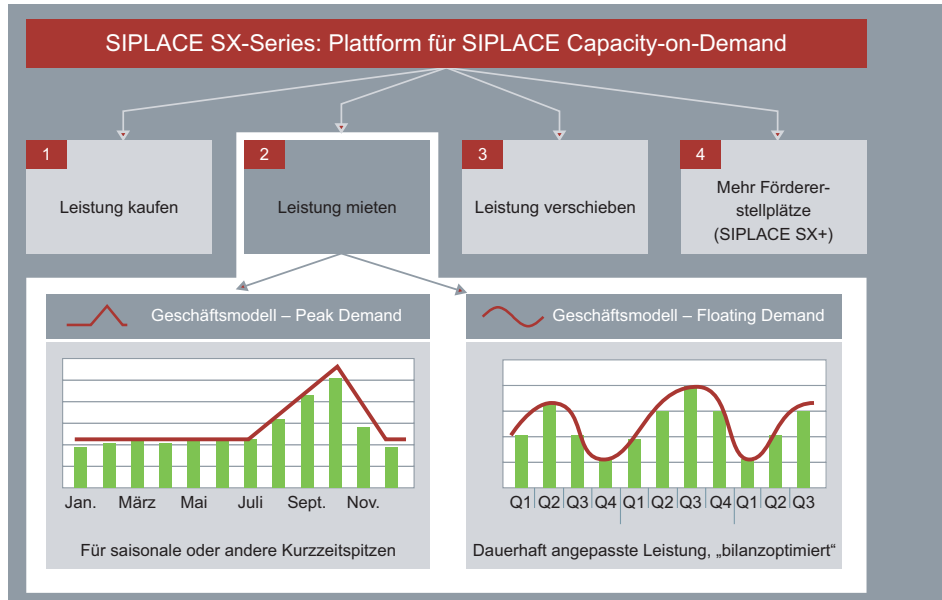 SIPLACE SX-Series: Plattform für SIPLACE Capacity-on-Demand
1
Leistung kaufen
2
Leistung mieten
3
Leistung verschieben
4
Mehr Förderer-
stellplätze
(SIPLACE SX+)
Geschäftsmodell – Peak Demand
Jan. März Mai Juli Sept. Nov.
Für saisonale oder andere Kurzzeitspitzen
Geschäftsmodell – Floating Demand
Q1 Q2 Q3 Q4 Q1 Q2 Q3 Q4 Q1 Q2 Q3
Dauerhaft angepasste Leistung, „bilanzoptimiert“